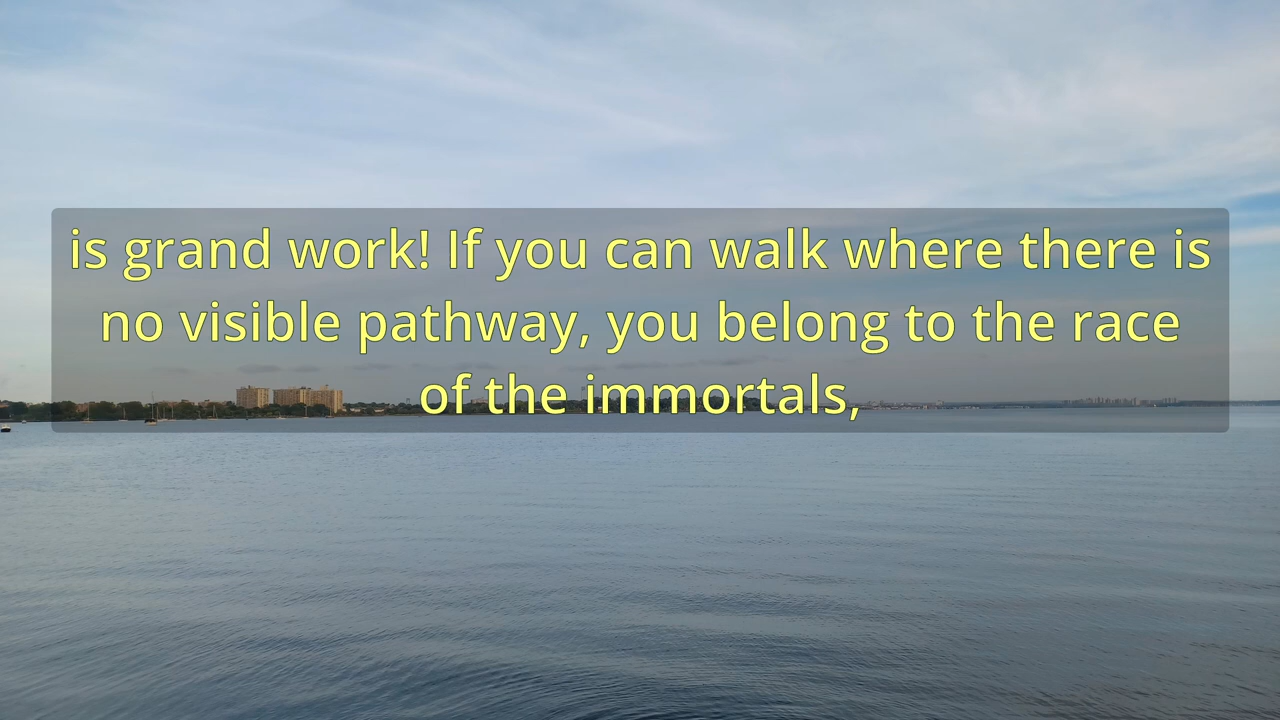 is grand work! If you can walk where there is
no visible pathway, you belong to the race
of the immortals,